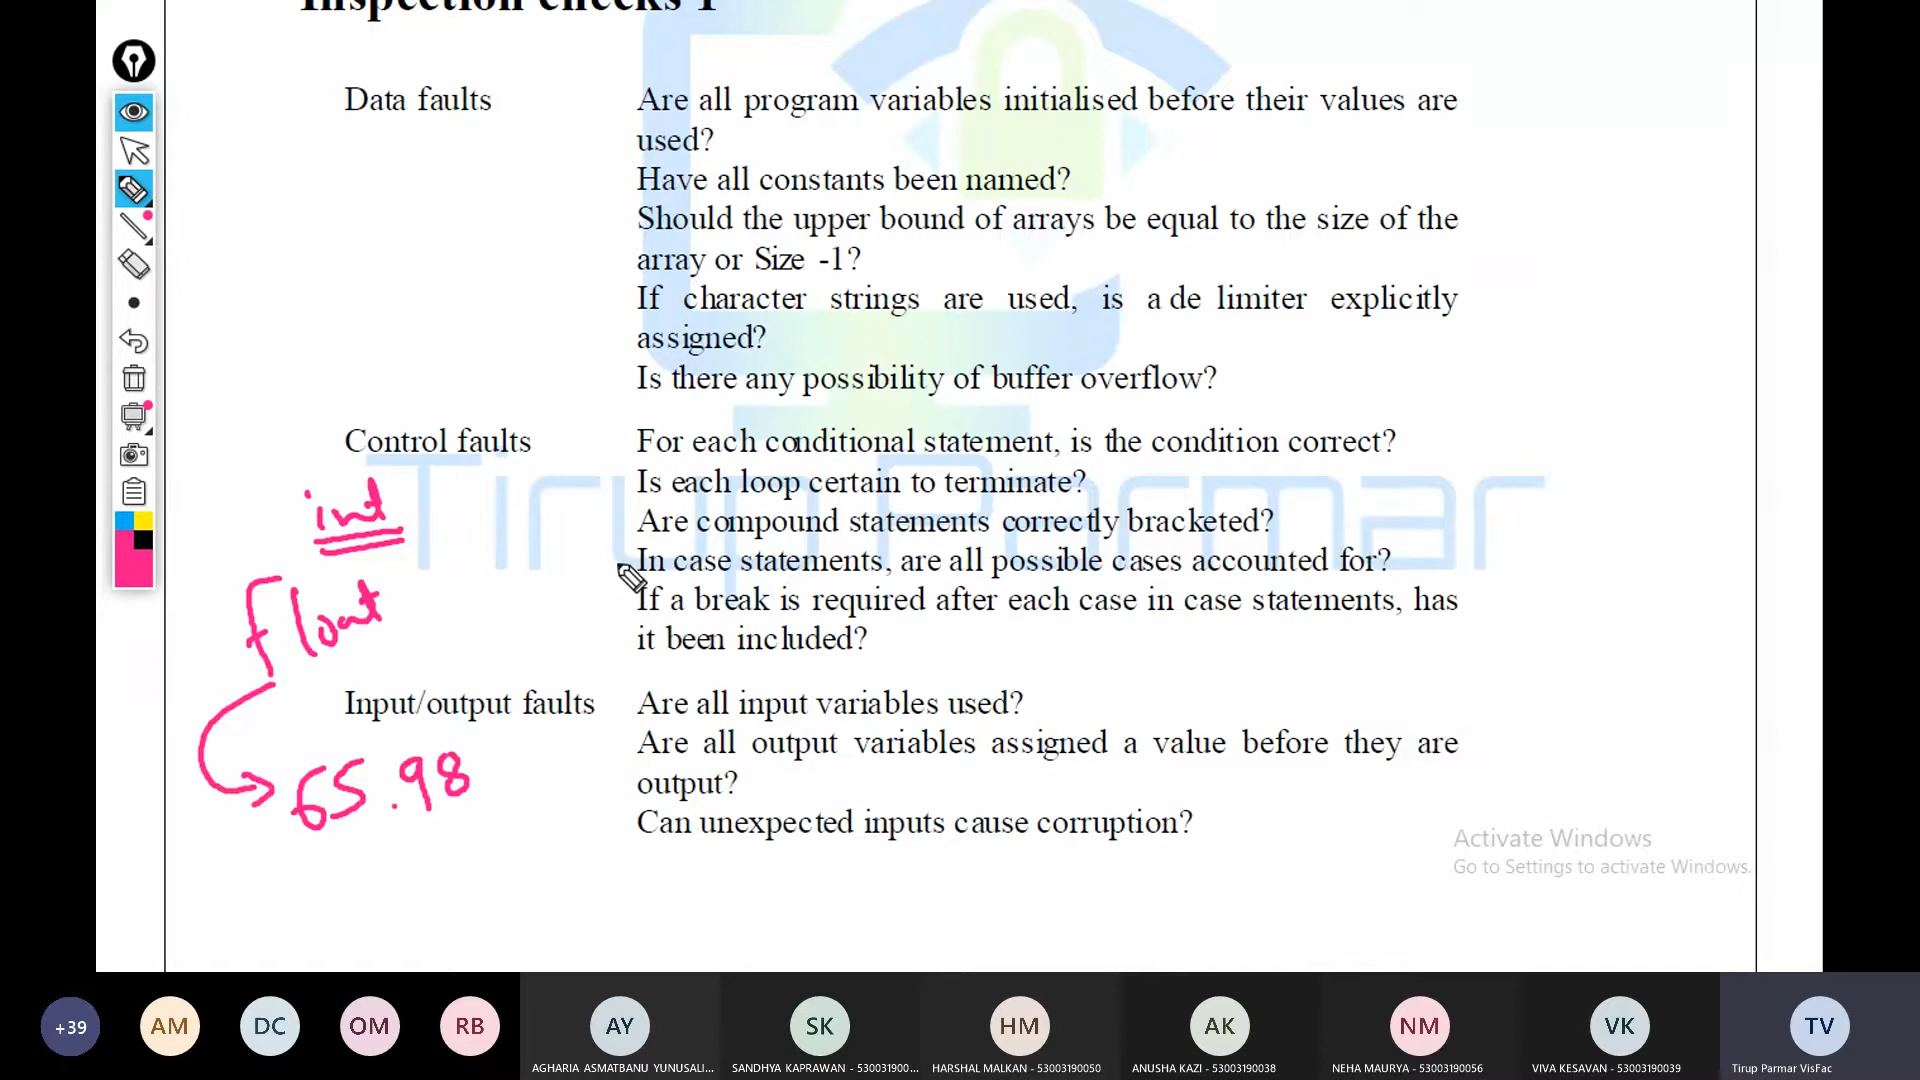 Inspection checks 1
Data faults
Are all program variables initialised before their values are
used?
Have all constants been named?
Should the upper bound of arrays be equal to the size of the
array or Size -1?
If character strings are used, is a de limiter explicitly
assigned?
Is there any possibility of buffer overflow?
Control faults
For each conditional statement, is the condition correct?
Is each loop certain to terminate?
Are compound statements correctly bracketed?
In case statements, are all possible cases accounted for?
If a break is required after each case in case statements, has
it been included?
Input/output faults
Are all input variables used?
Are all output variables assigned a value before they are
output?
Can unexpected inputs cause corruption?
Tirup Parmar
int
float
65.98
Activate Windows
Go to Settings to activate Windows.
+39
AM
DC
OM
RB
AY
SK
HM
AK
NM
VK
TV
AGHARIA ASMATBANU YUNUSALI...
SANDHYA KAPRAWAN - 530031900...
HARSHAL MALKAN - 53003190050
ANUSHA KAZI - 53003190038
NEHA MAURYA - 53003190056
VIVA KESAVAN - 53003190039
Tirup Parmar VisFac